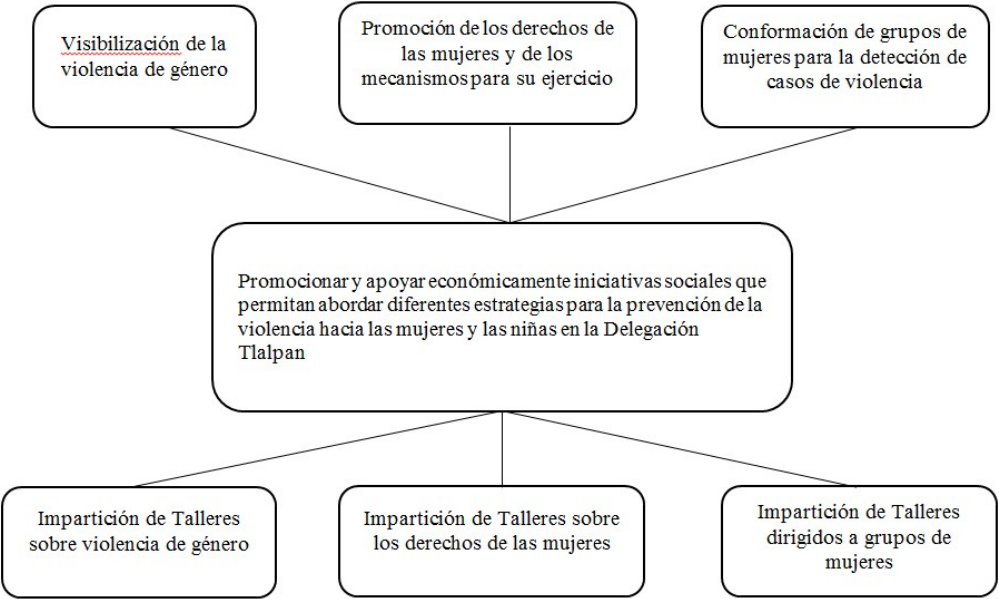 Visibilización de la
violencia de género
Promoción de los derechos de
las mujeres y de los
mecanismos para su ejercicio
Conformación de grupos de
mujeres para la detección de
casos de violencia
Promocionar y apoyar económicamente iniciativas sociales que
permitan abordar diferentes estrategias para la prevención de la
violencia hacia las mujeres y las niñas en la Delegación
Tlalpan
Impartición de Talleres
sobre violencia de género
Impartición de Talleres sobre
los derechos de las mujeres
Impartición de Talleres
dirigidos a grupos de
mujeres